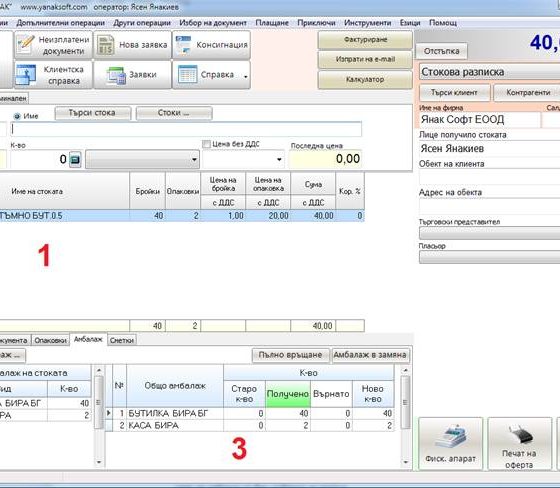 АК" www.yanaksoft.com оператор: Ясен Янакиев
Допълнителни операции Други операции Избор на документ Плащане Приключи Инструменти Езици Помощ
Неизплатени документи
Нова заявка
Консигнация
Клиентска справка
Заявки
Справка
Фактуриране
Изпрати на e-mail
Калкулатор
Отстъпка
40,
Стокова разписка
Търси клиент Контрагенти
Име на фирма
Янак Софт ЕООД
Лице получило стоката
Ясен Янакиев
Обект на клиента
Адрес на обекта
Търговски представител
Пласьор
Име Търси стока Стоки ...
К-во Цена без ДДС Последна цена
0 0,00
Име на стоката Бройки Опаковки Цена на бройка Цена на опаковка Сума Кор. %
с ДДС с ДДС с ДДС
ТЪМНО БУТ.0.5 40 2 1,00 20,00 40,00 0
1
40 2 40,00
Опаковки Амбалаж Сметки
Пълно връщане Амбалаж в замяна
алаж на стоката
К-во
БИРА БГ 40
РА 2
№ Общо амбалаж К-во
Старо к-во Получено Върнато Ново к-во
1 БУТИЛКА БИРА БГ 0 40 0 40
2 КАСА БИРА 0 2 0 2
3
Фиск. апарат
Печат на оферта